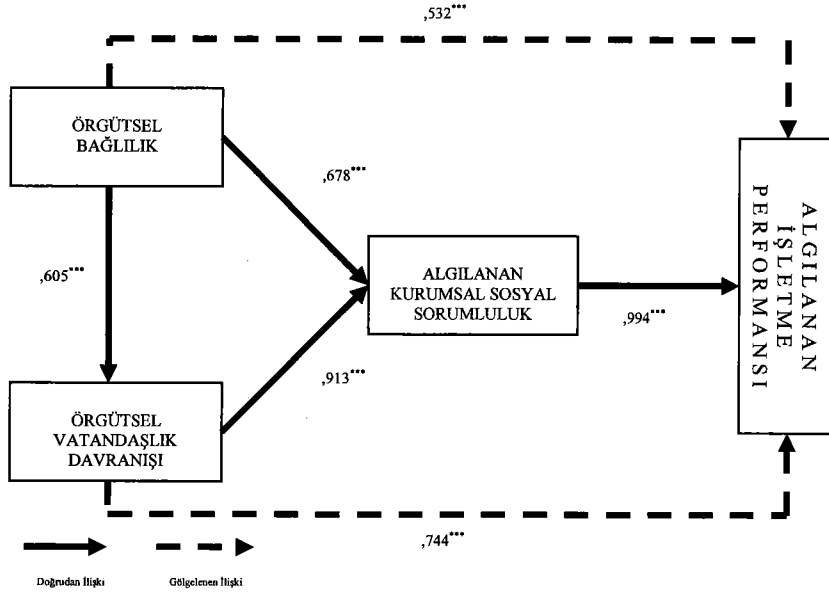 ,532***
ÖRGÜTSEL
BAĞLILIK
,678***
,605***
ALGILANAN
KURUMSAL SOSYAL
SORUMLULUK
,994***
ALGILANAN
İŞLETME
PERFORMANSI
,913***
ÖRGÜTSEL
VATANDAŞLIK
DAVRANIŞI
,744***
Doğrudan İlişki
Gölgelenen İlişki